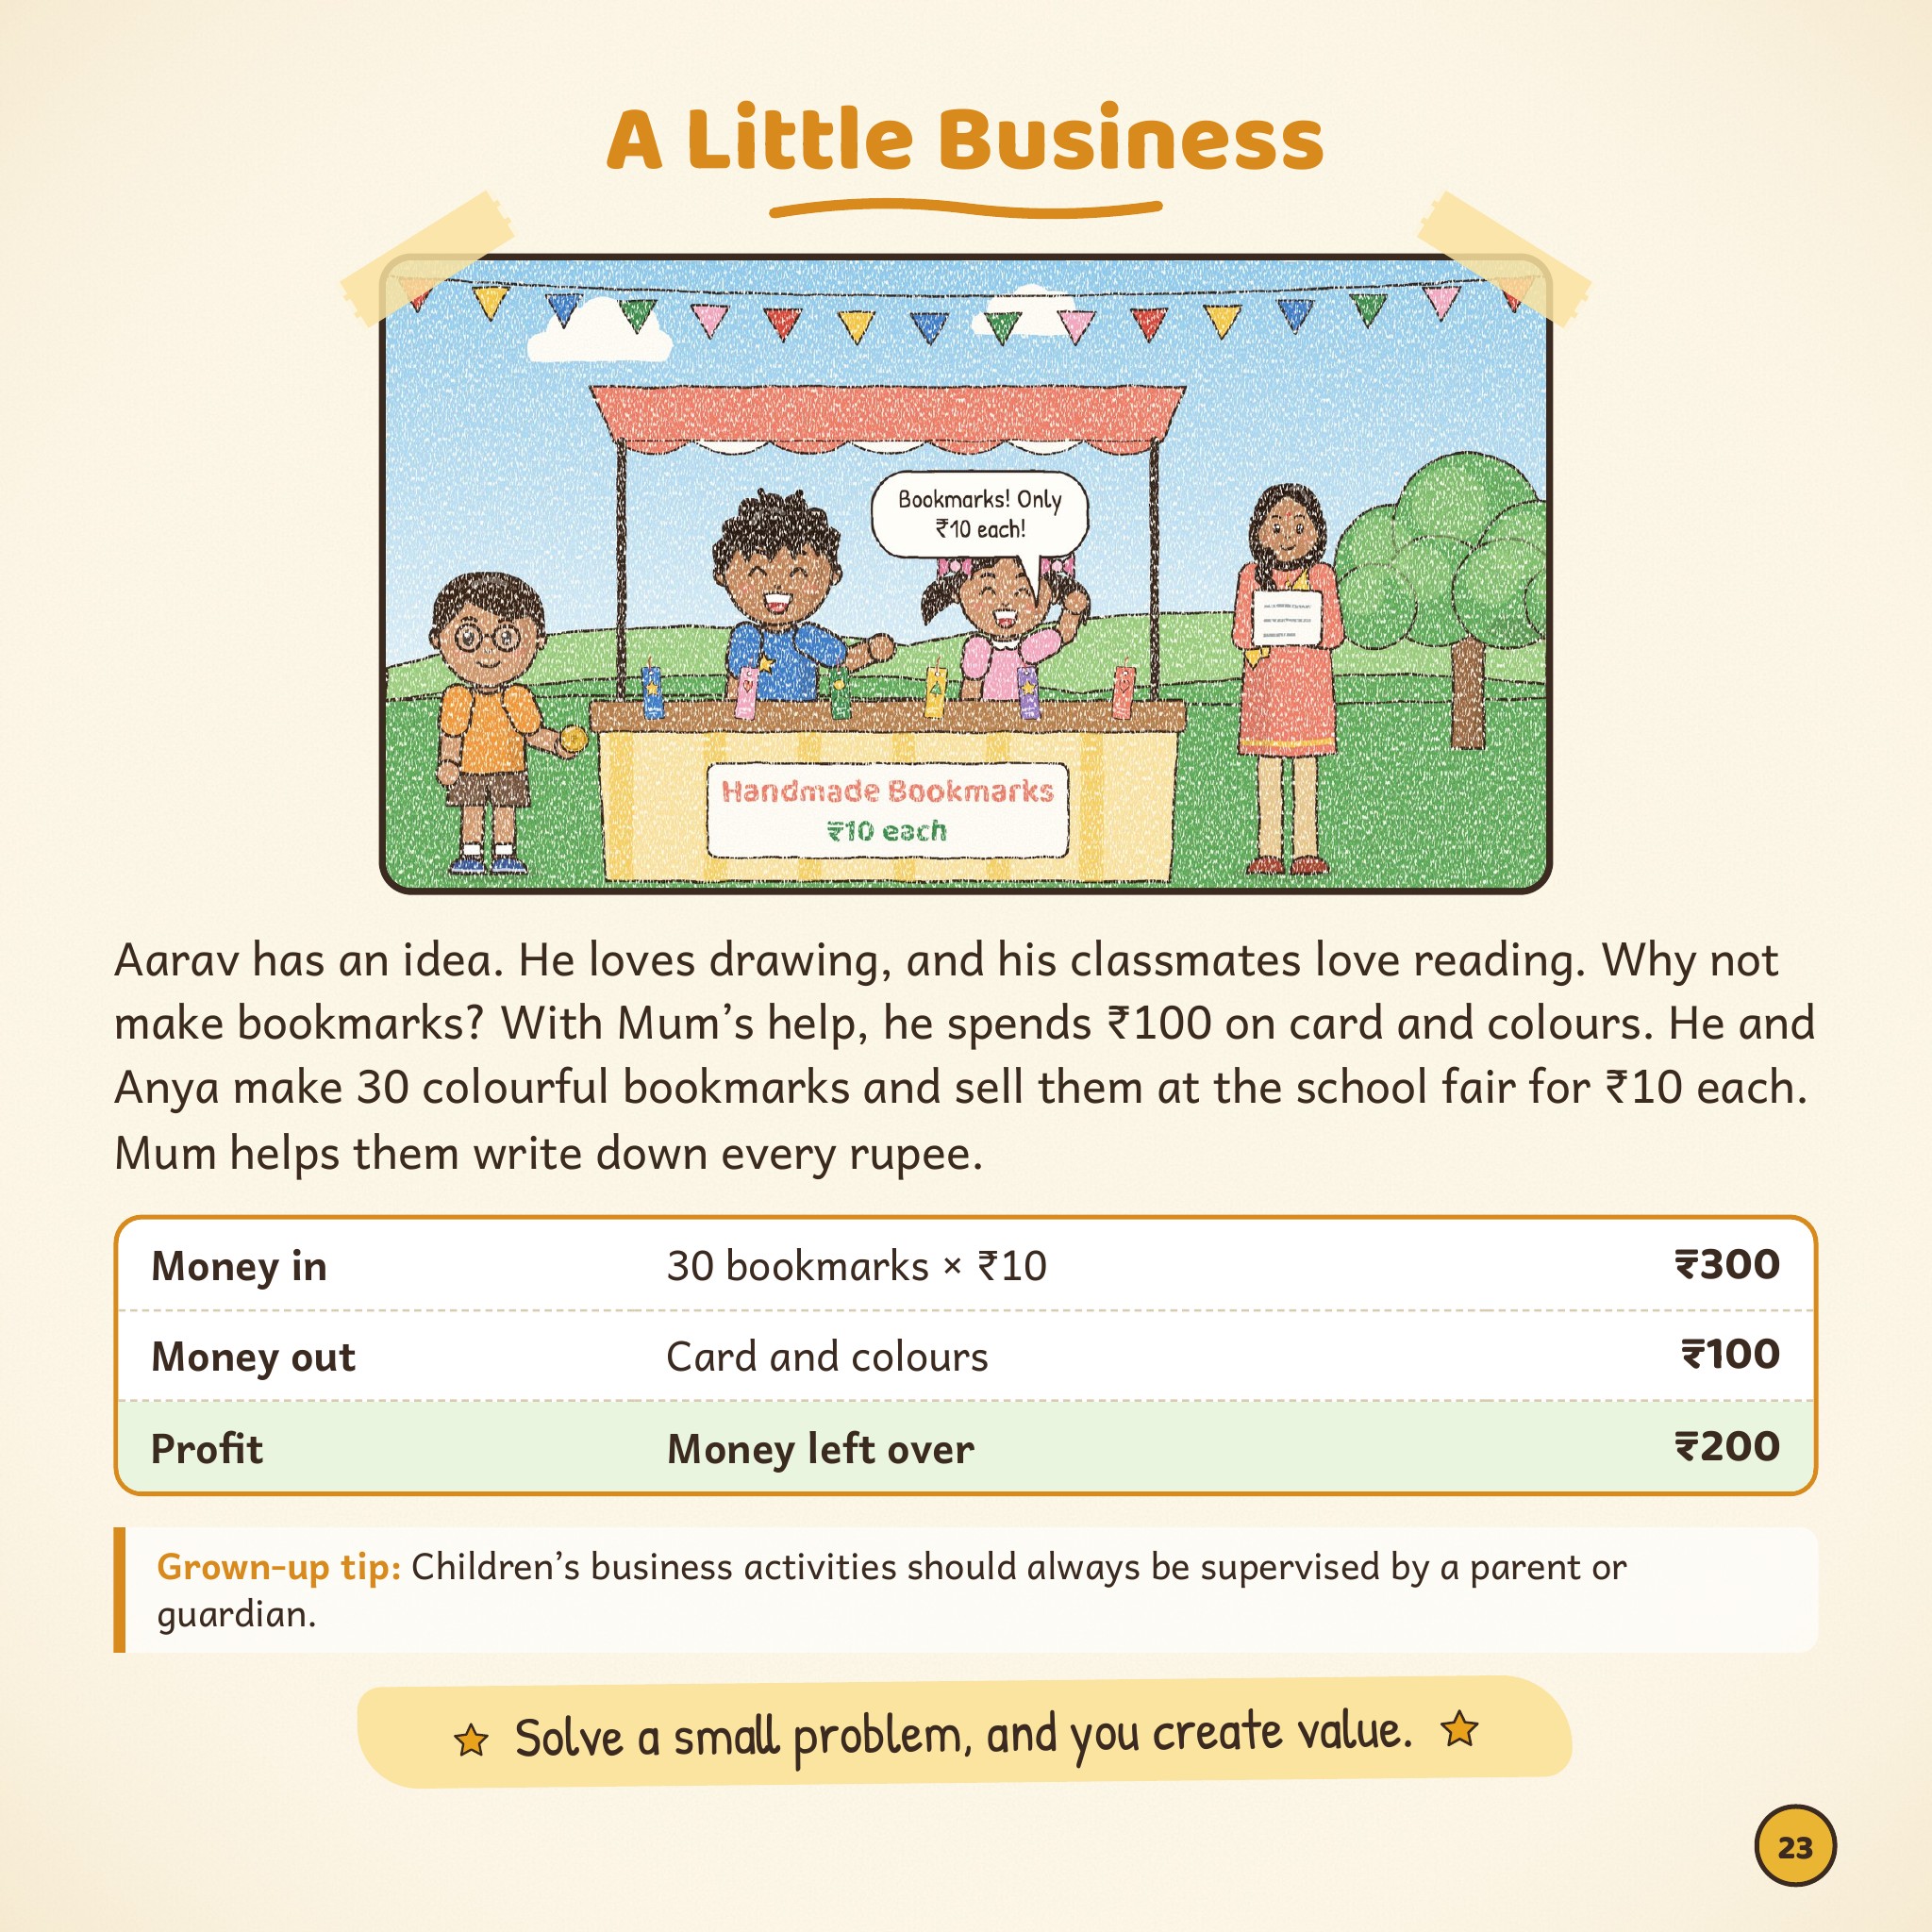 A Little Business
Bookmarks! Only
₹10 each!
Handmade Bookmarks
₹10 each
Aarav has an idea. He loves drawing, and his classmates love reading. Why not
make bookmarks? With Mum’s help, he spends ₹100 on card and colours. He and
Anya make 30 colourful bookmarks and sell them at the school fair for ₹10 each.
Mum helps them write down every rupee.
Money in 30 bookmarks × ₹10 ₹300
Money out Card and colours ₹100
Profit Money left over ₹200
Grown-up tip: Children’s business activities should always be supervised by a parent or
guardian.
Solve a small problem, and you create value.
23